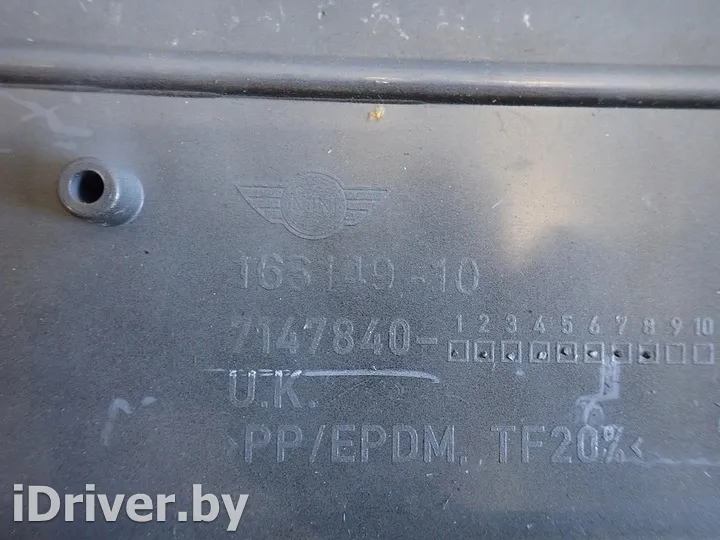 MINI
163149-10
7147840- 1 2 3 4 5 6 7 8 9 10
U.K.
>PP/EPDM, TF20%<
iDriver.by